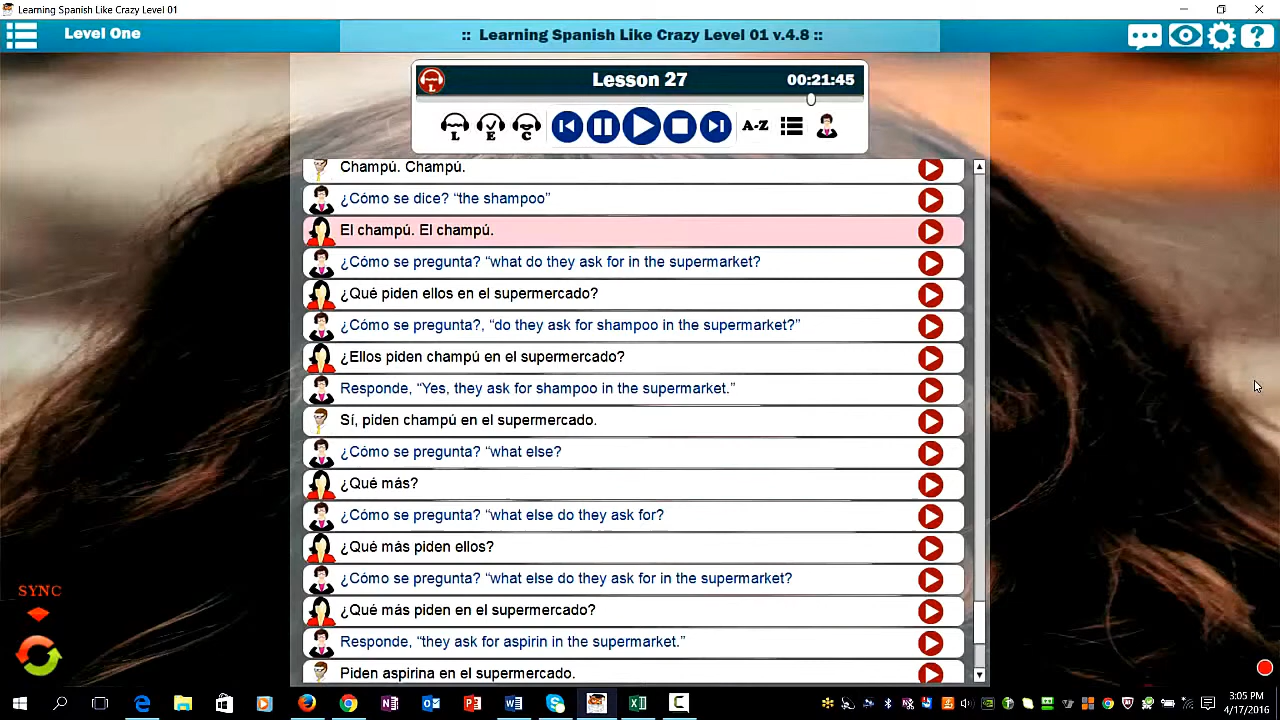 Learning Spanish Like Crazy Level 01
Level One
:: Learning Spanish Like Crazy Level 01 v.4.8 ::
Lesson 27
00:21:45
L
L
E
C
A-Z
Champú. Champú.
¿Cómo se dice? “the shampoo”
El champú. El champú.
¿Cómo se pregunta? “what do they ask for in the supermarket?
¿Qué piden ellos en el supermercado?
¿Cómo se pregunta?, “do they ask for shampoo in the supermarket?”
¿Ellos piden champú en el supermercado?
Responde, “Yes, they ask for shampoo in the supermarket.”
Sí, piden champú en el supermercado.
¿Cómo se pregunta? “what else?
¿Qué más?
¿Cómo se pregunta? “what else do they ask for?
¿Qué más piden ellos?
¿Cómo se pregunta? “what else do they ask for in the supermarket?
¿Qué más piden en el supermercado?
Responde, “they ask for aspirin in the supermarket.”
Piden aspirina en el supermercado.
SYNC
3:05 PM
4/17/2016